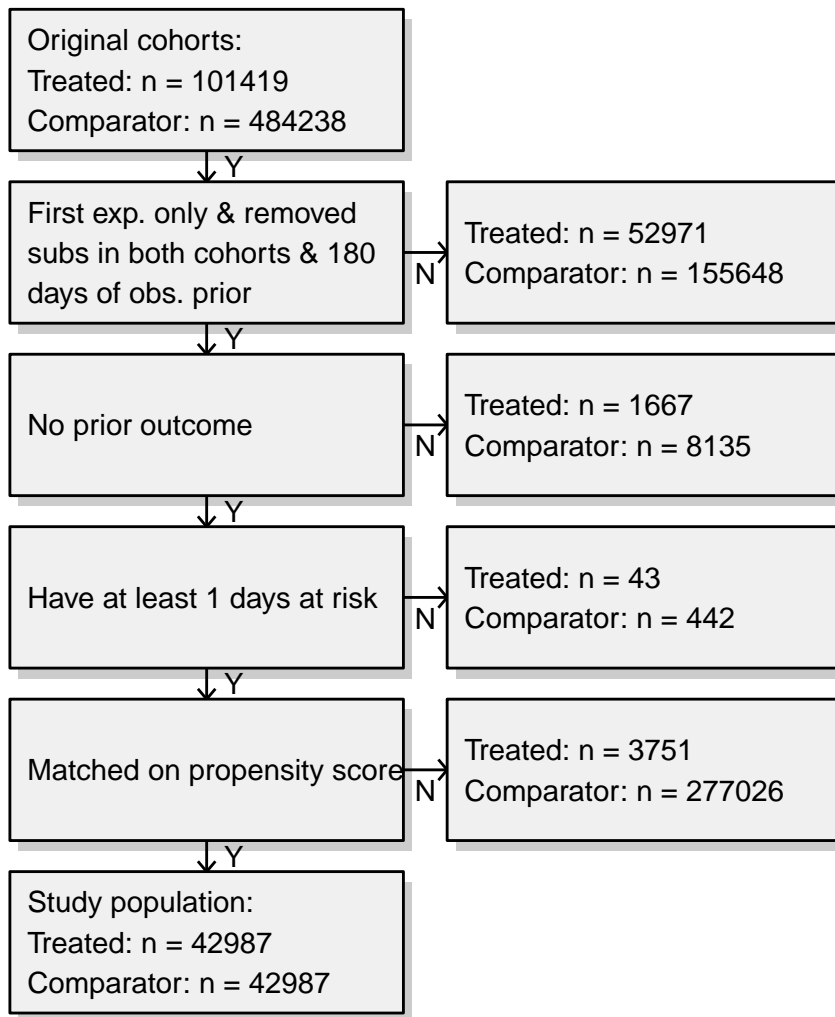 Original cohorts:
Treated: n = 101419
Comparator: n = 484238
Y
First exp. only & removed
subs in both cohorts & 180
days of obs. prior
N
Treated: n = 52971
Comparator: n = 155648
Y
No prior outcome
N
Treated: n = 1667
Comparator: n = 8135
Y
Have at least 1 days at risk
N
Treated: n = 43
Comparator: n = 442
Y
Matched on propensity score
N
Treated: n = 3751
Comparator: n = 277026
Y
Study population:
Treated: n = 42987
Comparator: n = 42987